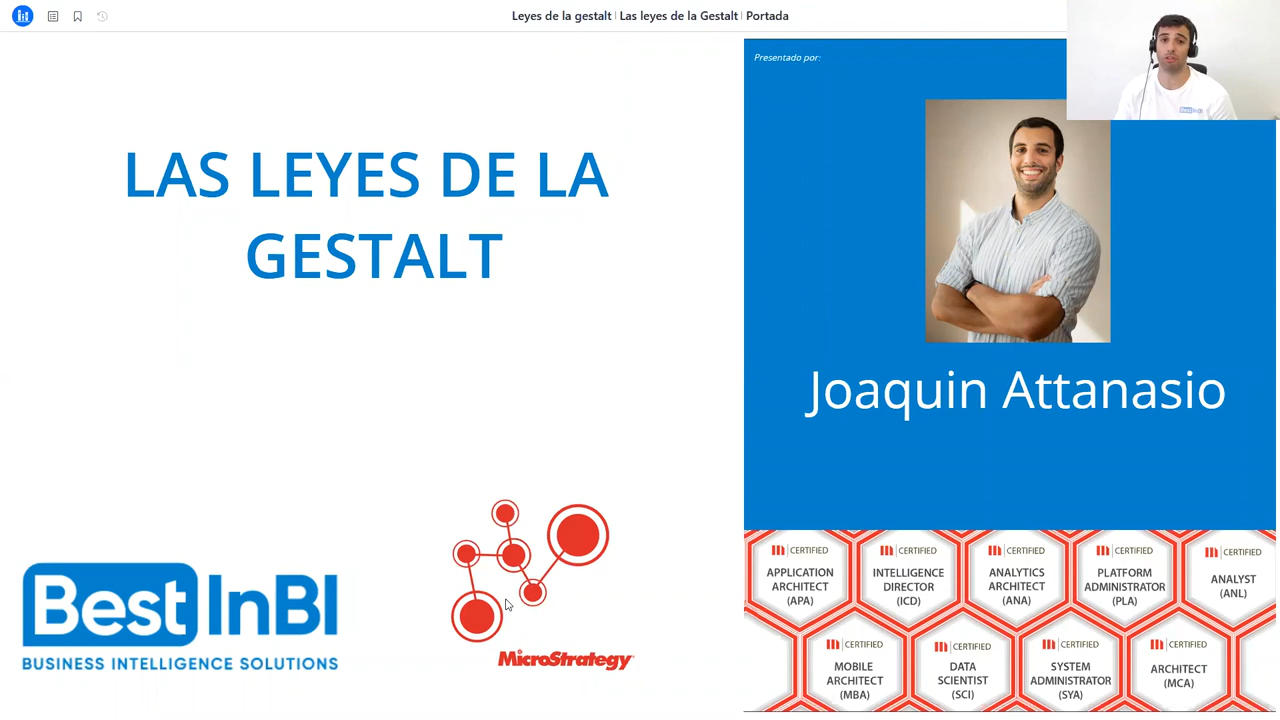 Leyes de la gestalt | Las leyes de la Gestalt | Portada
Presentado por:
LAS LEYES DE LA
GESTALT
Joaquin Attanasio
BestInBI
BUSINESS INTELLIGENCE SOLUTIONS
MicroStrategy
CERTIFIED
APPLICATION
ARCHITECT
(APA)
CERTIFIED
INTELLIGENCE
DIRECTOR
(ICD)
CERTIFIED
ANALYTICS
ARCHITECT
(ANA)
CERTIFIED
PLATFORM
ADMINISTRATOR
(PLA)
CERTIFIED
ANALYST
(ANL)
CERTIFIED
MOBILE
ARCHITECT
(MBA)
CERTIFIED
DATA
SCIENTIST
(SCI)
CERTIFIED
SYSTEM
ADMINISTRATOR
(SYA)
CERTIFIED
ARCHITECT
(MCA)
BestInBI